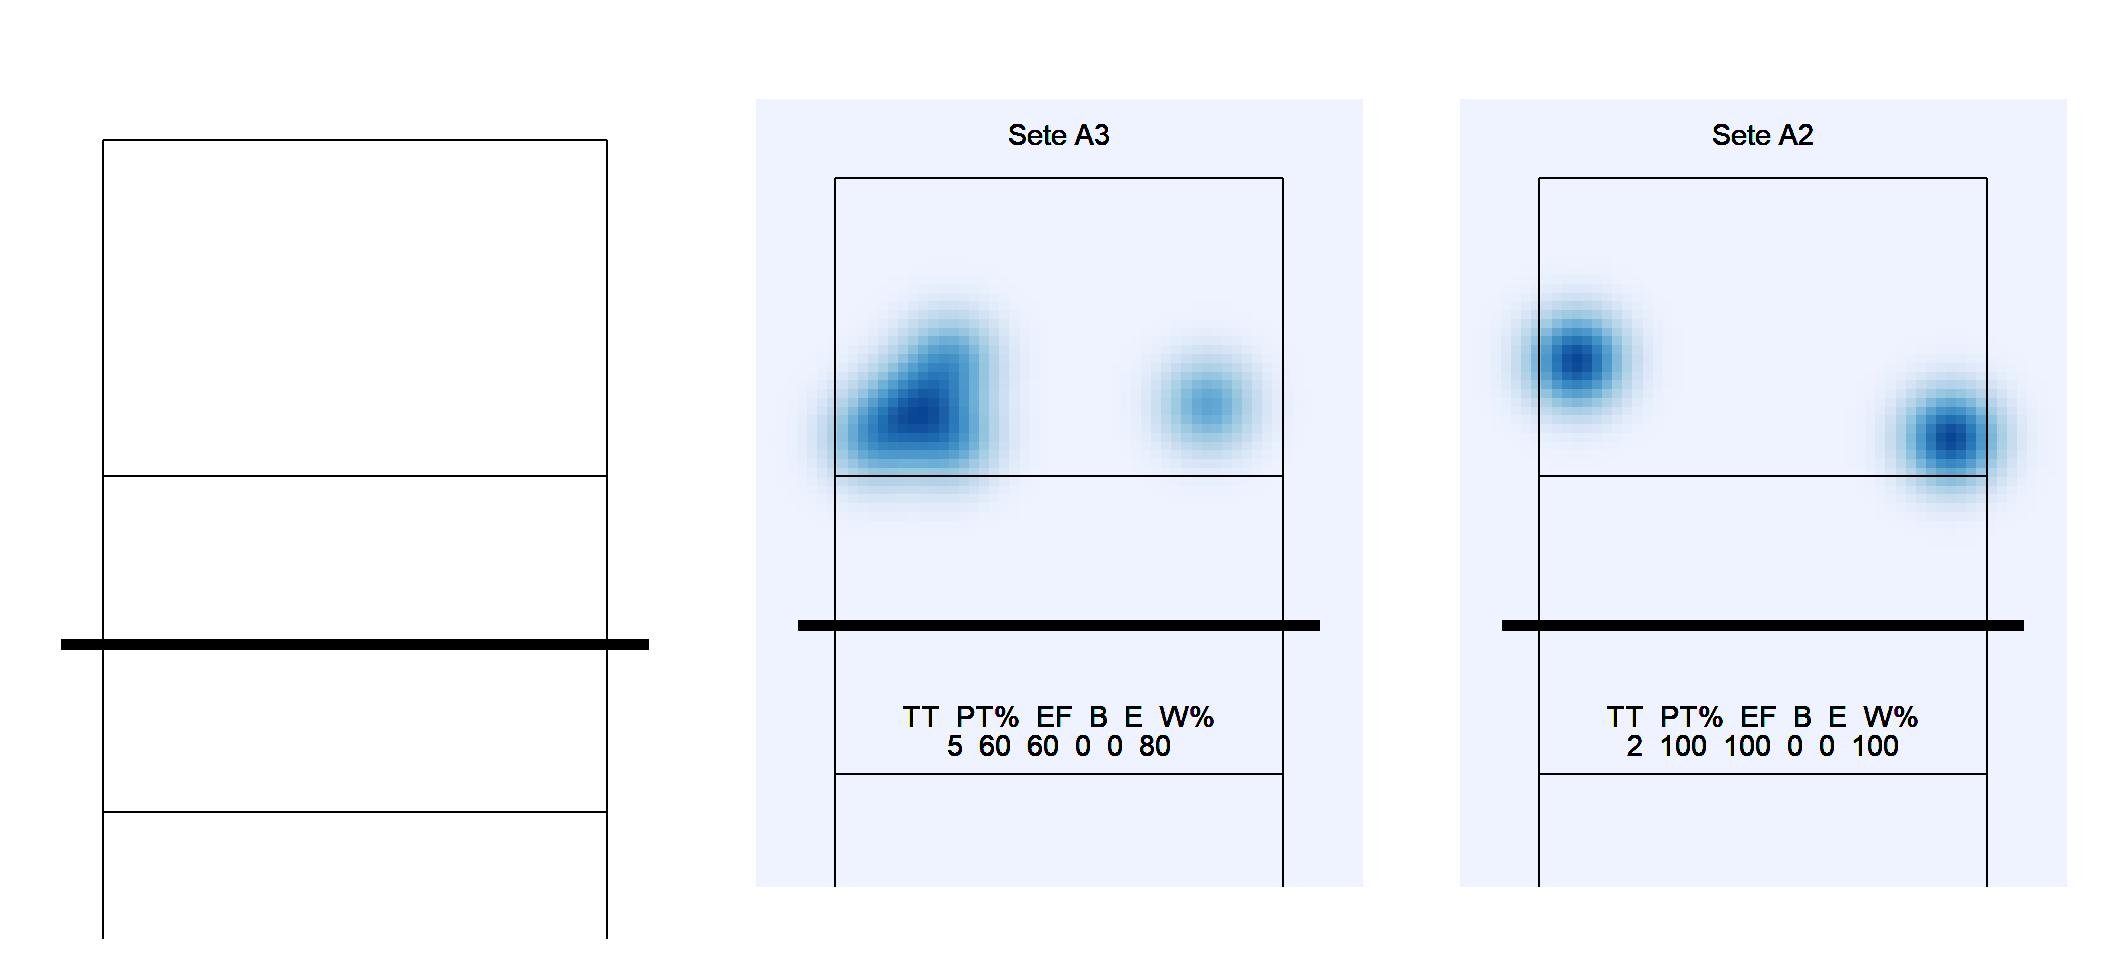 Sete A3
TT PT% EF B E W%
5 60 60 0 0 80
Sete A2
TT PT% EF B E W%
2 100 100 0 0 100